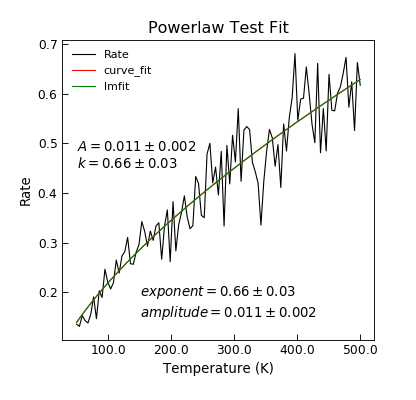 Powerlaw Test Fit
0.7
0.6
0.5
0.4
0.3
0.2
Rate
Rate
curve_fit
lmfit
A = 0.011 ± 0.002
k = 0.66 ± 0.03
exponent = 0.66 ± 0.03
amplitude = 0.011 ± 0.002
100.0 200.0 300.0 400.0 500.0
Temperature (K)